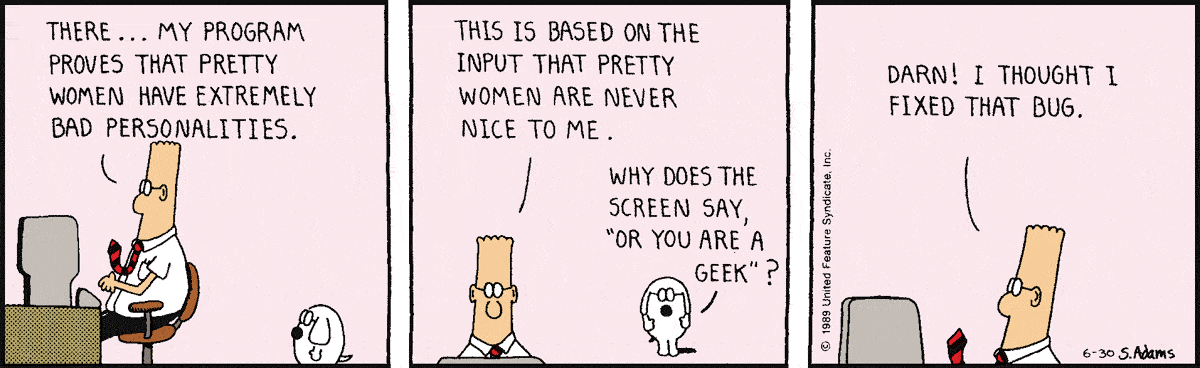 THERE... MY PROGRAM
PROVES THAT PRETTY
WOMEN HAVE EXTREMELY
BAD PERSONALITIES.
THIS IS BASED ON THE
INPUT THAT PRETTY
WOMEN ARE NEVER
NICE TO ME.
WHY DOES THE
SCREEN SAY,
"OR YOU ARE A
GEEK"?
DARN! I THOUGHT I
FIXED THAT BUG.
© 1989 United Feature Syndicate, Inc.
6-30 S.Adams